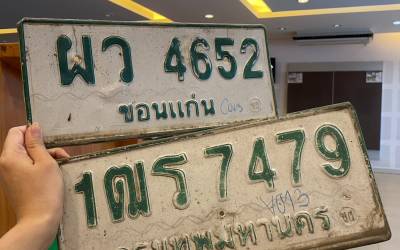 ผว 4652
ขอนแก่น
1ฒร 7479
กรุงเทพมหานคร